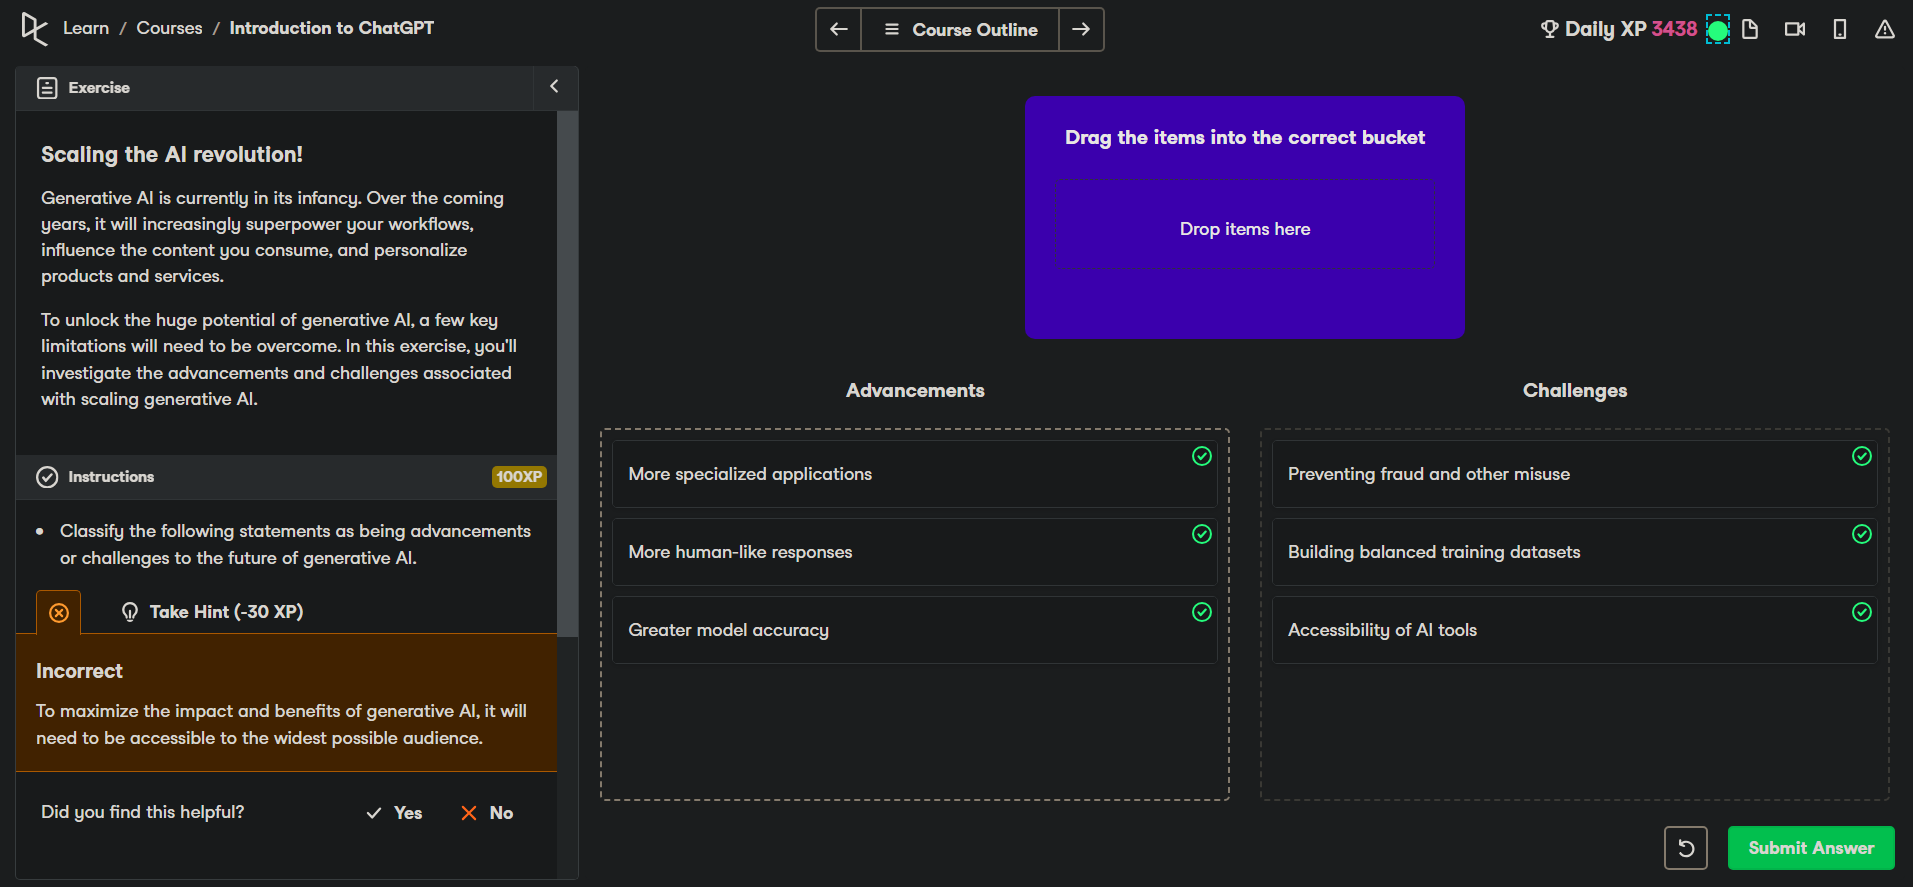 Learn / Courses / Introduction to ChatGPT
Course Outline
Daily XP 3438
Exercise
Scaling the AI revolution!
Generative AI is currently in its infancy. Over the coming
years, it will increasingly superpower your workflows,
influence the content you consume, and personalize
products and services.
To unlock the huge potential of generative AI, a few key
limitations will need to be overcome. In this exercise, you'll
investigate the advancements and challenges associated
with scaling generative AI.
Instructions
100XP
• Classify the following statements as being advancements
or challenges to the future of generative AI.
Take Hint (-30 XP)
Incorrect
To maximize the impact and benefits of generative AI, it will
need to be accessible to the widest possible audience.
Did you find this helpful?
Yes
No
Drag the items into the correct bucket
Drop items here
Advancements
More specialized applications
More human-like responses
Greater model accuracy
Challenges
Preventing fraud and other misuse
Building balanced training datasets
Accessibility of AI tools
Submit Answer